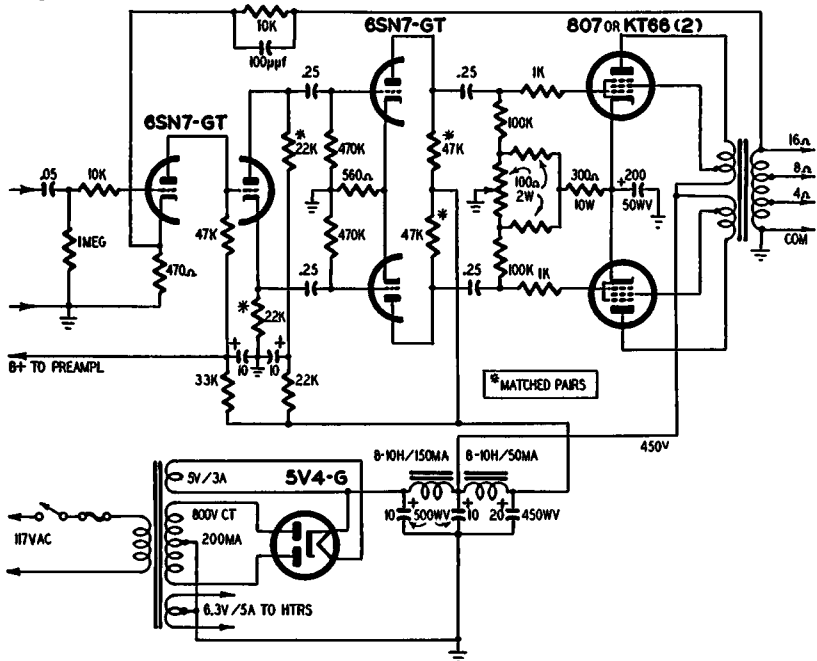 10K
100μμf
6SN7-GT
807 OR KT66 (2)
6SN7-GT
.25
.25
1K
.05
10K
*
22K
470K
560Ω
*
47K
100K
100Ω
2W
300Ω
10W
+
200
50WV
16Ω
8Ω
4Ω
COM
1MEG
470Ω
47K
470K
*
47K
100K
.25
.25
1K
*
22K
B+ TO PREAMPL
+
10
+
10
33K
22K
*MATCHED PAIRS
450V
5V/3A
5V4-G
8-10H/150MA
8-10H/50MA
117VAC
800V CT
200MA
+
10
500WV
+
10
+
20
450WV
6.3V/5A TO HTRS